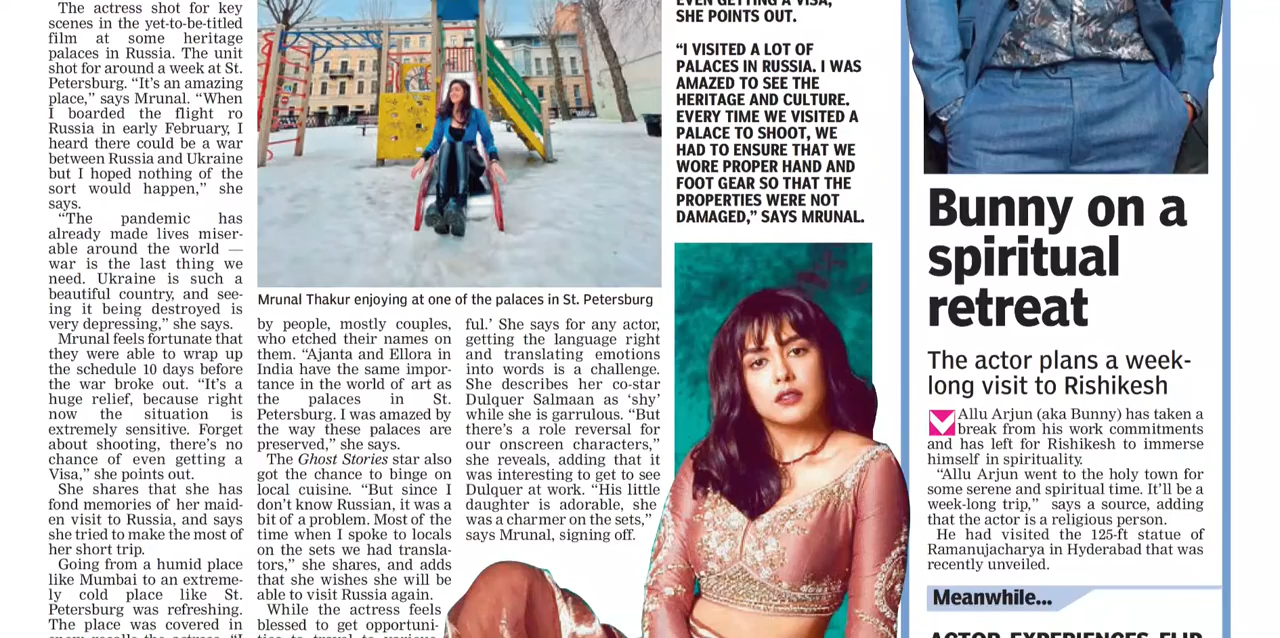 The actress shot for key
scenes in the yet-to-be-titled
film at some heritage
palaces in Russia. The unit
shot for around a week at St.
Petersburg. “It’s an amazing
place,” says Mrunal. “When
I boarded the flight ro
Russia in early February, I
heard there could be a war
between Russia and Ukraine
but I hoped nothing of the
sort would happen,” she
says.
“The pandemic has
already made lives miser-
able around the world —
war is the last thing we
need. Ukraine is such a
beautiful country, and see-
ing it being destroyed is
very depressing,” she says.
Mrunal feels fortunate that
they were able to wrap up
the schedule 10 days before
the war broke out. “It’s a
huge relief, because right
now the situation is
extremely sensitive. Forget
about shooting, there’s no
chance of even getting a
Visa,” she points out.
She shares that she has
fond memories of her maid-
en visit to Russia, and says
she tried to make the most of
her short trip.
Going from a humid place
like Mumbai to an extreme-
ly cold place like St.
Petersburg was refreshing.
The place was covered in
Mrunal Thakur enjoying at one of the palaces in St. Petersburg
by people, mostly couples,
who etched their names on
them. “Ajanta and Ellora in
India have the same impor-
tance in the world of art as
the palaces in St.
Petersburg. I was amazed by
the way these palaces are
preserved,” she says.
The Ghost Stories star also
got the chance to binge on
local cuisine. “But since I
don’t know Russian, it was a
bit of a problem. Most of the
time when I spoke to locals
on the sets we had transla-
tors,” she shares, and adds
that she wishes she will be
able to visit Russia again.
While the actress feels
blessed to get opportuni-
ful.’ She says for any actor,
getting the language right
and translating emotions
into words is a challenge.
She describes her co-star
Dulquer Salmaan as ‘shy’
while she is garrulous. “But
there’s a role reversal for
our onscreen characters,”
she reveals, adding that it
was interesting to get to see
Dulquer at work. “His little
daughter is adorable, she
was a charmer on the sets,”
says Mrunal, signing off.
EVEN GETTING A VISA,
SHE POINTS OUT.
“I VISITED A LOT OF
PALACES IN RUSSIA. I WAS
AMAZED TO SEE THE
HERITAGE AND CULTURE.
EVERY TIME WE VISITED A
PALACE TO SHOOT, WE
HAD TO ENSURE THAT WE
WORE PROPER HAND AND
FOOT GEAR SO THAT THE
PROPERTIES WERE NOT
DAMAGED,” SAYS MRUNAL.
Bunny on a
spiritual
retreat
The actor plans a week-
long visit to Rishikesh
Allu Arjun (aka Bunny) has taken a
break from his work commitments
and has left for Rishikesh to immerse
himself in spirituality.
“Allu Arjun went to the holy town for
some serene and spiritual time. It’ll be a
week-long trip,” says a source, adding
that the actor is a religious person.
He had visited the 125-ft statue of
Ramanujacharya in Hyderabad that was
recently unveiled.
Meanwhile...
ACTOR EXPERIENCES FLIP